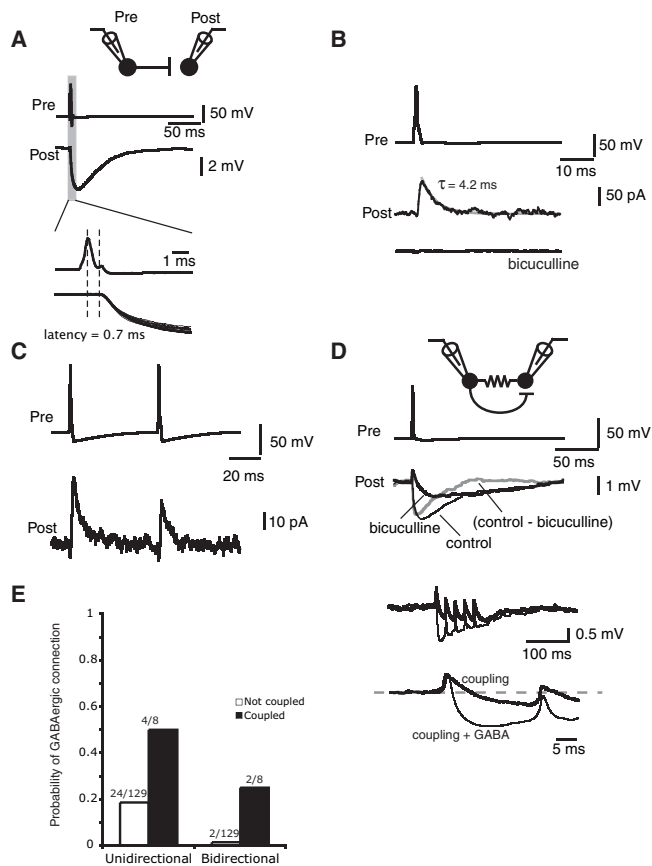 A
Pre
Post
Pre
50 mV
50 ms
Post
2 mV
1 ms
latency = 0.7 ms
B
Pre
50 mV
10 ms
50 pA
τ = 4.2 ms
Post
bicuculline
C
Pre
50 mV
20 ms
Post
10 pA
D
Pre
50 mV
50 ms
Post
1 mV
bicuculline
(control - bicuculline)
control
0.5 mV
100 ms
coupling
coupling + GABA
5 ms
E
Probability of GABAergic connection
1
0.8
0.6
0.4
0.2
0
Not coupled
Coupled
4/8
24/129
2/8
2/129
Unidirectional
Bidirectional